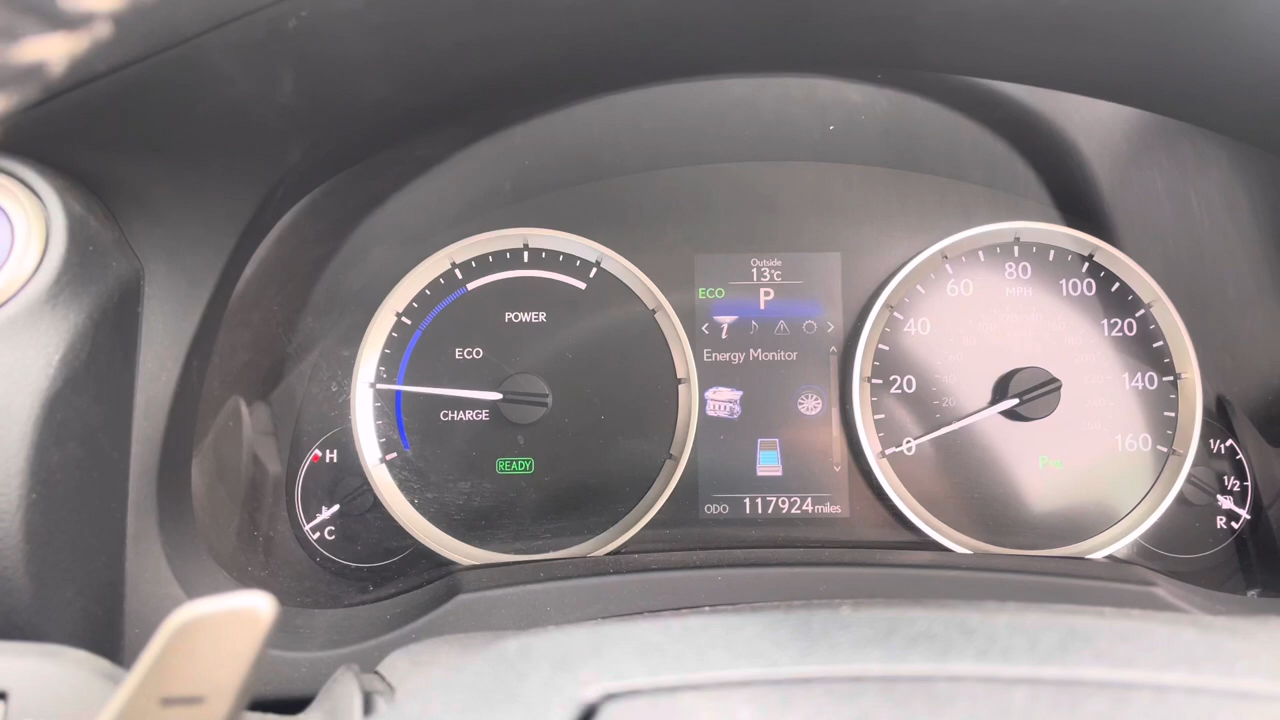 POWER
ECO
CHARGE
READY
H
C
Outside
13°C
ECO
P
Energy Monitor
ODO 117924 miles
0
20
40
60
80
100
120
140
160
MPH
1/1
1/2
R